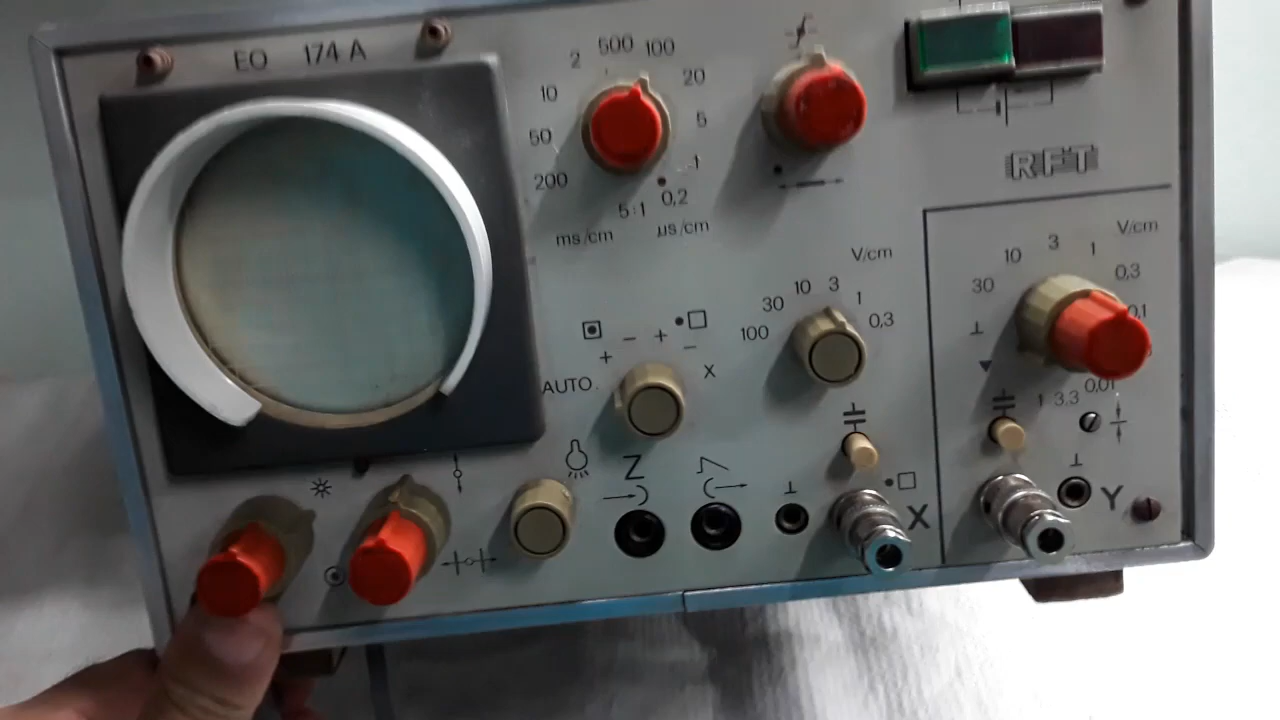 EO 174 A
500 100
2 20
10 5
50 1
200 0,2
5:1
ms/cm μs/cm
RFT
V/cm
3
10 1
30 0,3
0,1
0,01
1 3,3
V/cm
10 3
30 1
100 0,3
+ − + −
AUTO X
Z
X
Y